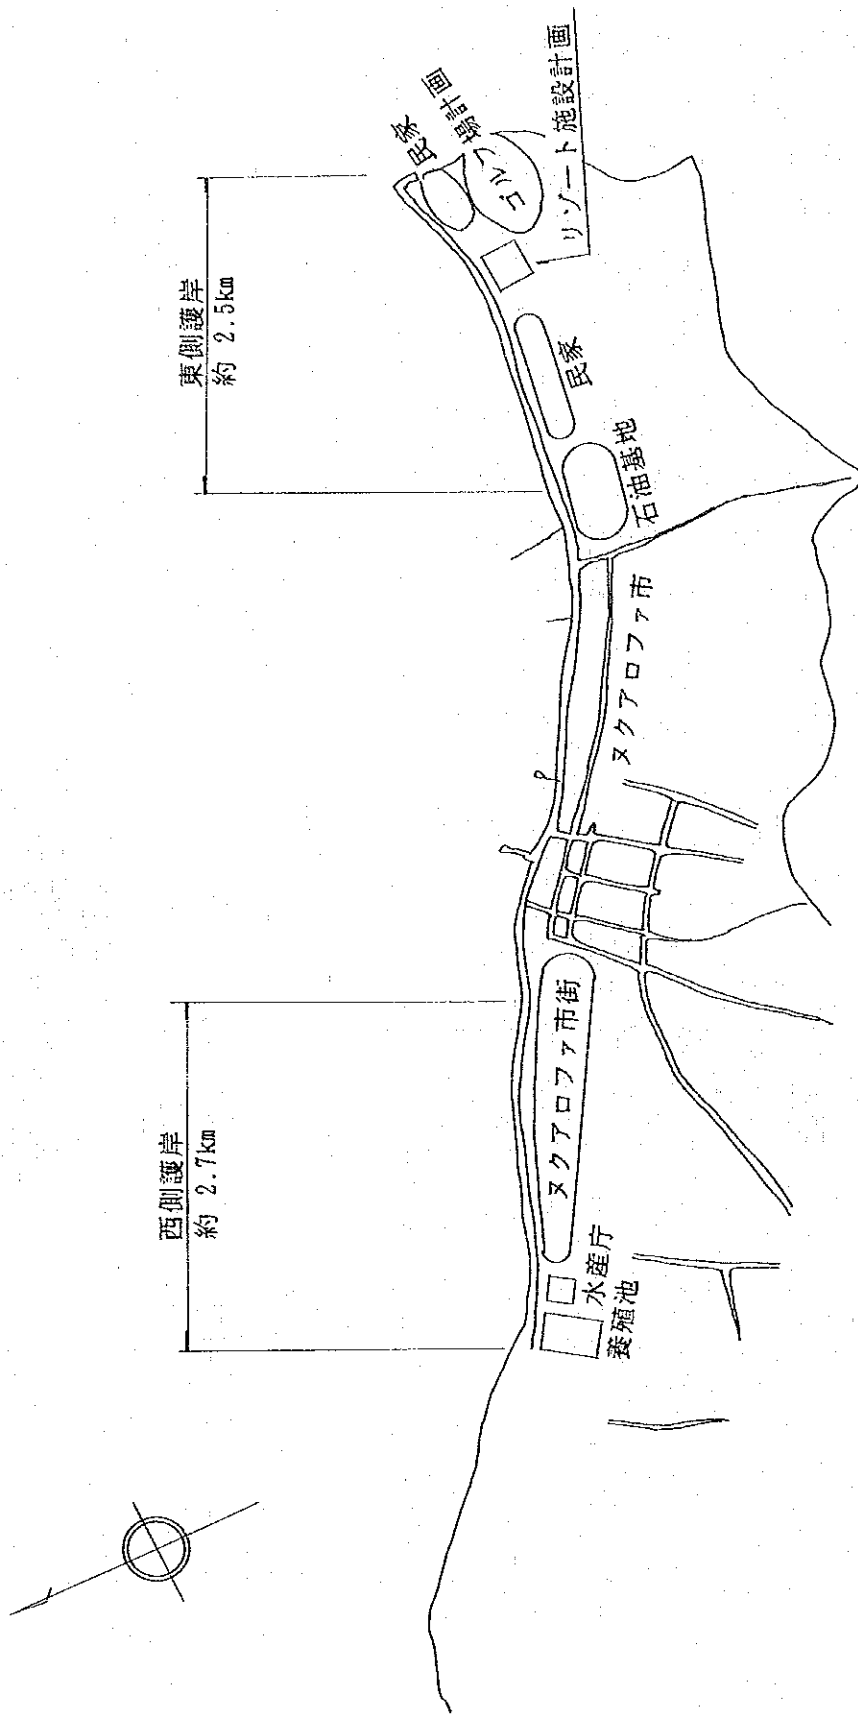 西側護岸
約 2.7km
東側護岸
約 2.5km
養殖池
水産庁
ヌクアロファ市街
ヌクアロファ市
石油基地
民家
リゾート施設計画
ゴルフ
場計画
民家